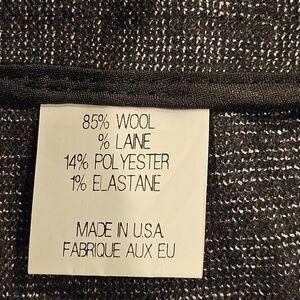 85% WOOL
% LAINE
14% POLYESTER
1% ELASTANE
MADE IN U.S.A.
FABRIQUE AUX EU